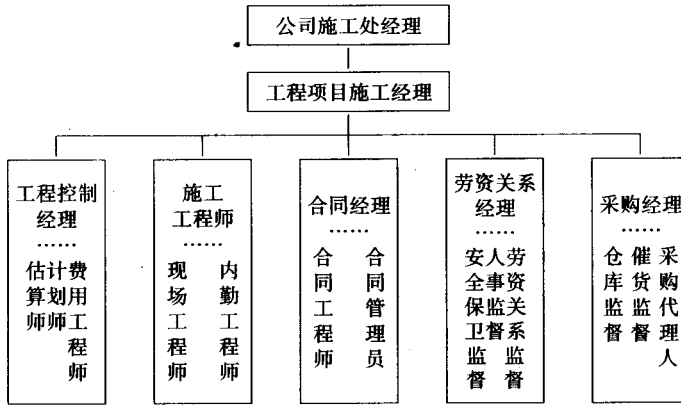 公司施工处经理
工程项目施工经理
工程控制
经理
……
估算师
计划师
费用工程师
施工
工程师
……
现场工程师
内勤工程师
合同经理
……
合同工程师
合同管理员
劳资关系
经理
……
安全保卫监督
人事监督
劳资关系监督
采购经理
……
仓库监督
催货监督
采购代理人